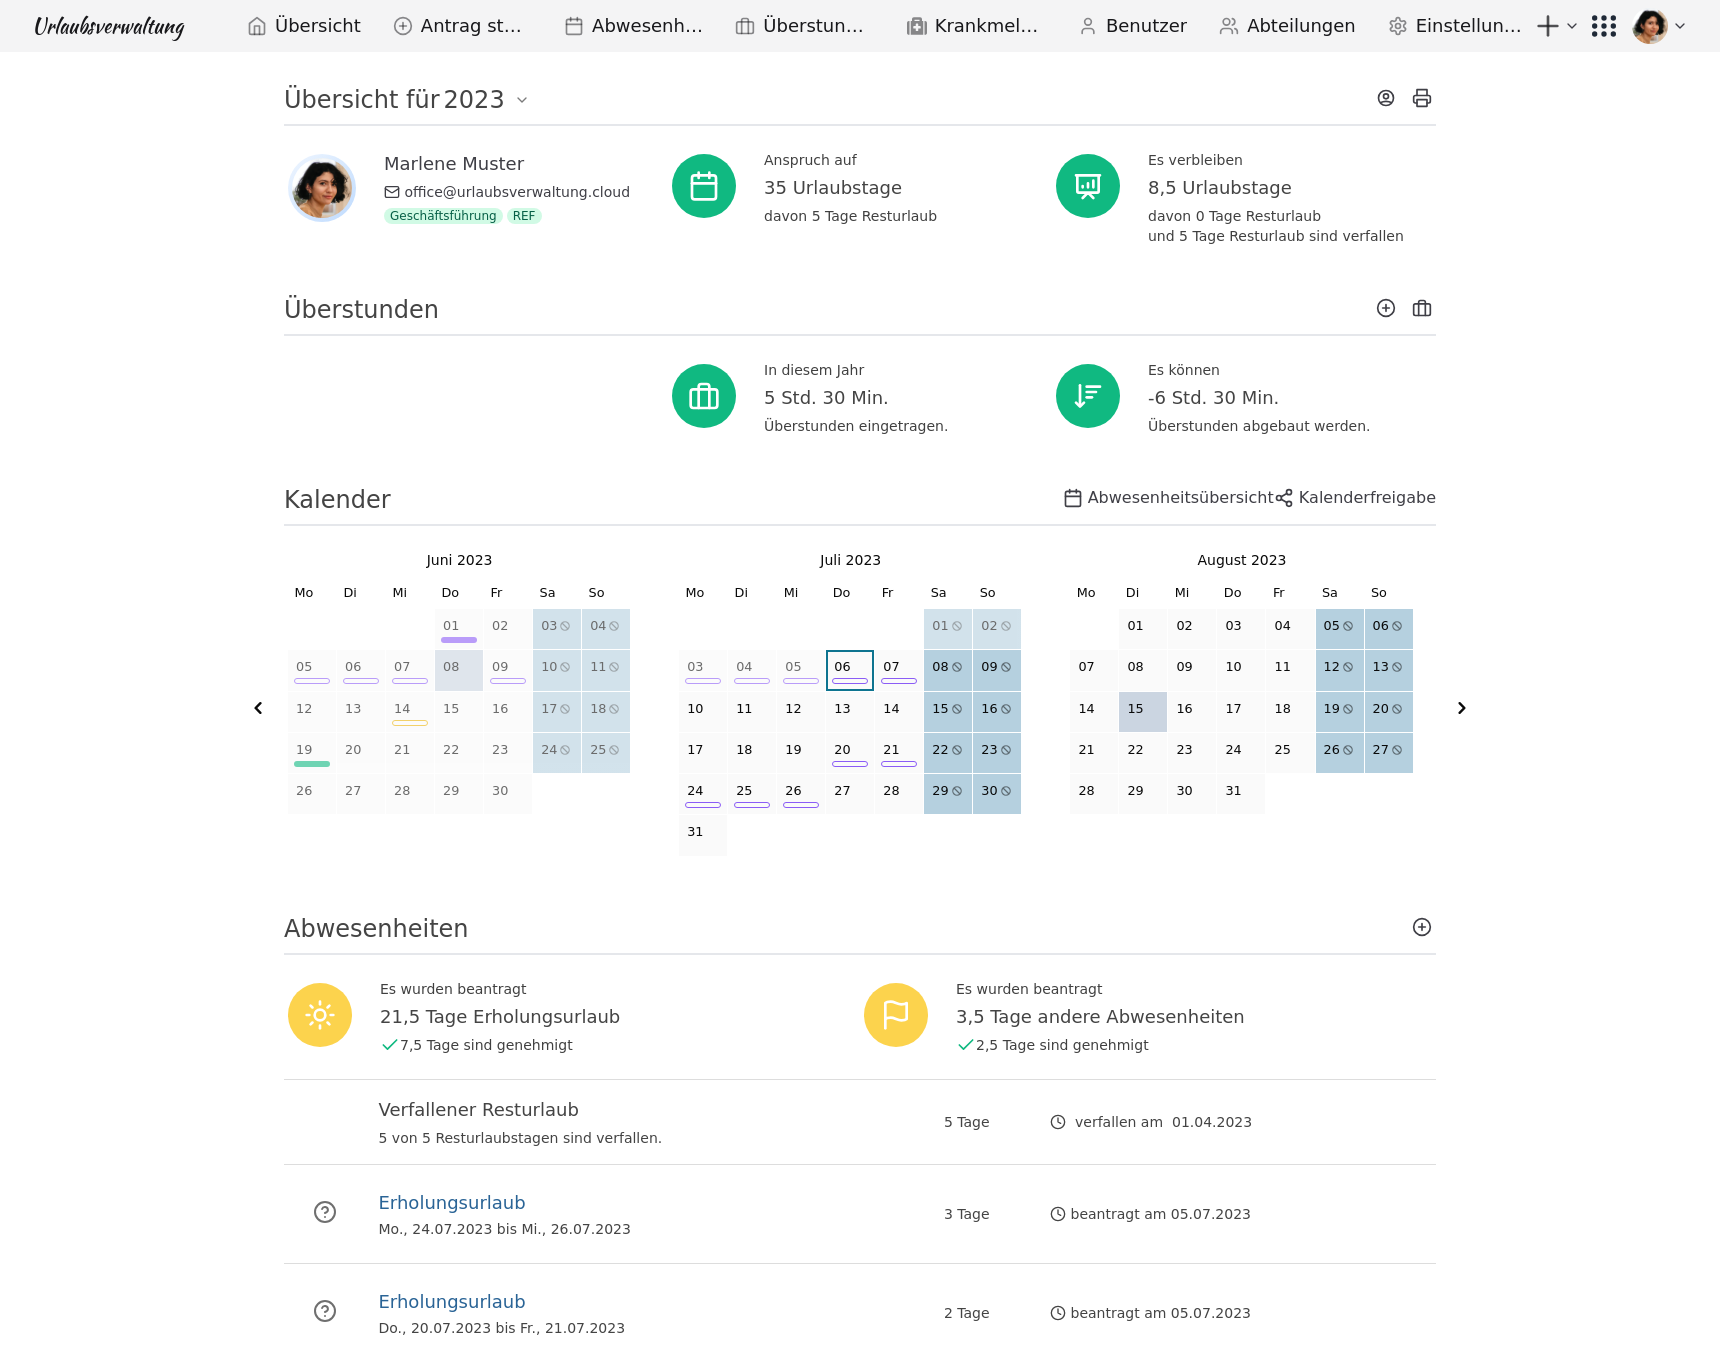 Urlaubsverwaltung Übersicht Antrag st… Abwesenh… Überstun… Krankmel… Benutzer Abteilungen Einstellun…
Übersicht für 2023
Marlene Muster
office@urlaubsverwaltung.cloud
Geschäftsführung REF
Anspruch auf
35 Urlaubstage
davon 5 Tage Resturlaub
Es verbleiben
8,5 Urlaubstage
davon 0 Tage Resturlaub
und 5 Tage Resturlaub sind verfallen
Überstunden
In diesem Jahr
5 Std. 30 Min.
Überstunden eingetragen.
Es können
-6 Std. 30 Min.
Überstunden abgebaut werden.
Kalender
Abwesenheitsübersicht Kalenderfreigabe
Juni 2023
Mo Di Mi Do Fr Sa So
01 02 03 04
05 06 07 08 09 10 11
12 13 14 15 16 17 18
19 20 21 22 23 24 25
26 27 28 29 30
Juli 2023
Mo Di Mi Do Fr Sa So
01 02
03 04 05 06 07 08 09
10 11 12 13 14 15 16
17 18 19 20 21 22 23
24 25 26 27 28 29 30
31
August 2023
Mo Di Mi Do Fr Sa So
01 02 03 04 05 06
07 08 09 10 11 12 13
14 15 16 17 18 19 20
21 22 23 24 25 26 27
28 29 30 31
Abwesenheiten
Es wurden beantragt
21,5 Tage Erholungsurlaub
7,5 Tage sind genehmigt
Es wurden beantragt
3,5 Tage andere Abwesenheiten
2,5 Tage sind genehmigt
Verfallener Resturlaub
5 von 5 Resturlaubstagen sind verfallen.
5 Tage
verfallen am 01.04.2023
Erholungsurlaub
Mo., 24.07.2023 bis Mi., 26.07.2023
3 Tage
beantragt am 05.07.2023
Erholungsurlaub
Do., 20.07.2023 bis Fr., 21.07.2023
2 Tage
beantragt am 05.07.2023